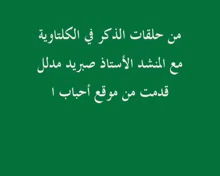 من حلقات الذكر في الكلتاوية
مع المنشد الأستاذ صبريد مدلل
قدمت من موقع أحباب ا